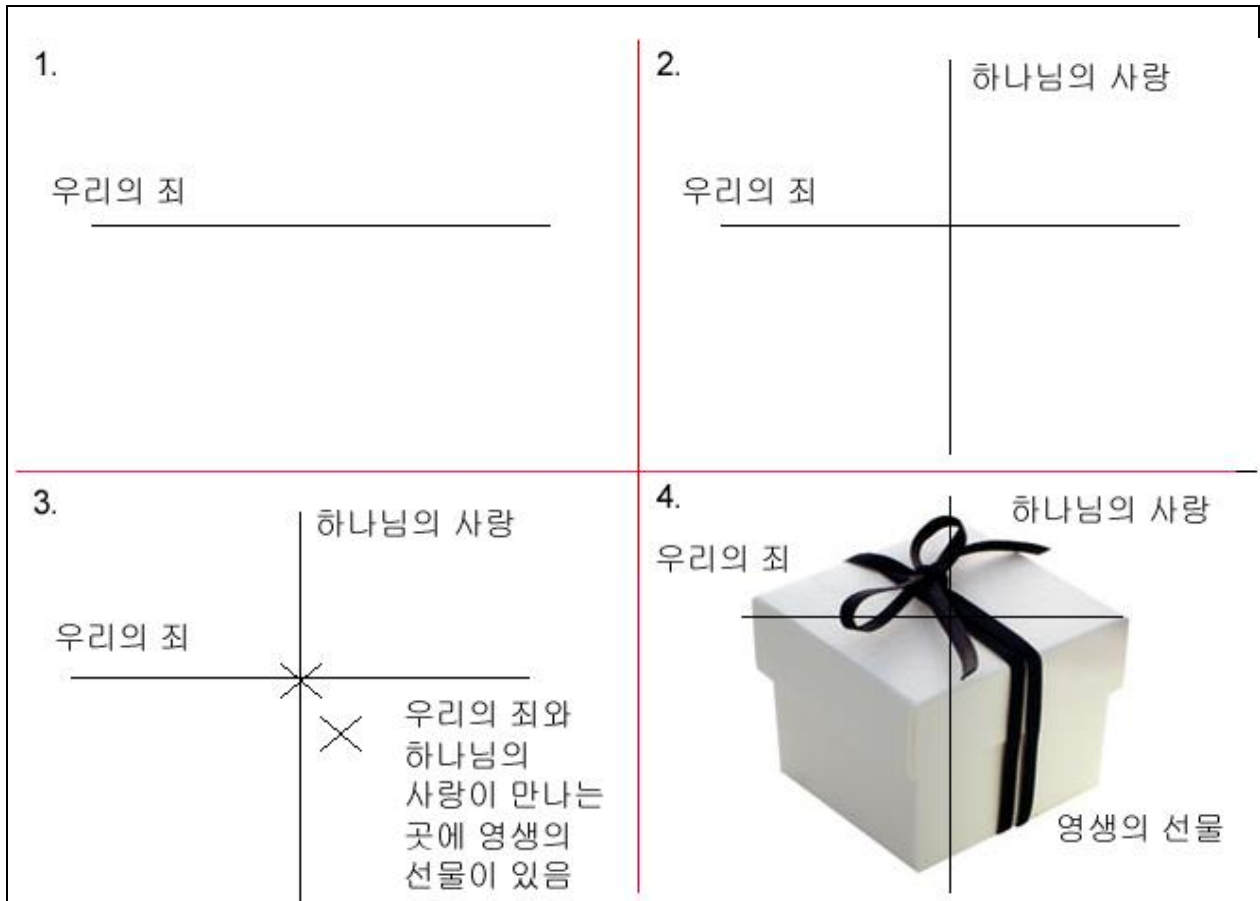 1.
우리의 죄
2.
하나님의 사랑
우리의 죄
3.
하나님의 사랑
우리의 죄
우리의 죄와
하나님의
사랑이 만나는
곳에 영생의
선물이 있음
4.
하나님의 사랑
우리의 죄
영생의 선물